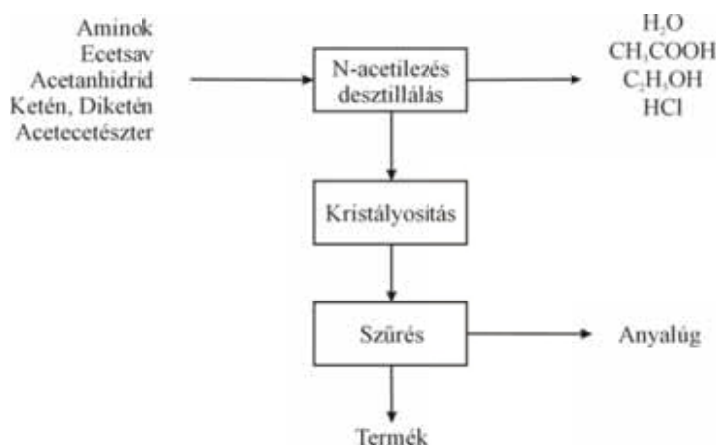 Aminok
Ecetsav
Acetanhidrid
Ketén, Diketén
Acetecetészter
N-acetilezés
desztillálás
H₂O
CH₃COOH
C₂H₅OH
HCl
Kristályosítás
Szűrés
Anyalúg
Termék